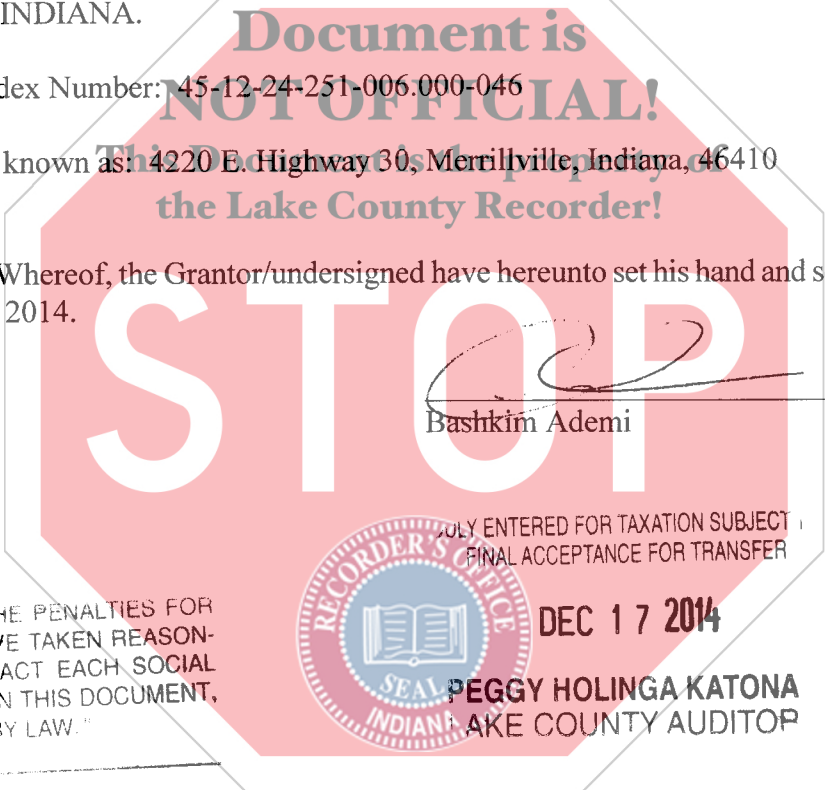 INDIANA.
Document is
dex Number: 45-12-24-251-006.000-046
NOT OFFICIAL!
known as: 4220 E. Highway 30, Merrillville, Indiana, 46410
This Document is the property of
the Lake County Recorder!
Whereof, the Grantor/undersigned have hereunto set his hand and s
2014.
STOP
Bashkim Ademi
ULY ENTERED FOR TAXATION SUBJECT
FINAL ACCEPTANCE FOR TRANSFER
RECORDER'S OFFICE
SEAL
INDIANA
HE PENALTIES FOR
VE TAKEN REASON-
ACT EACH SOCIAL
N THIS DOCUMENT,
BY LAW."
DEC 17 2014
PEGGY HOLINGA KATONA
LAKE COUNTY AUDITOR